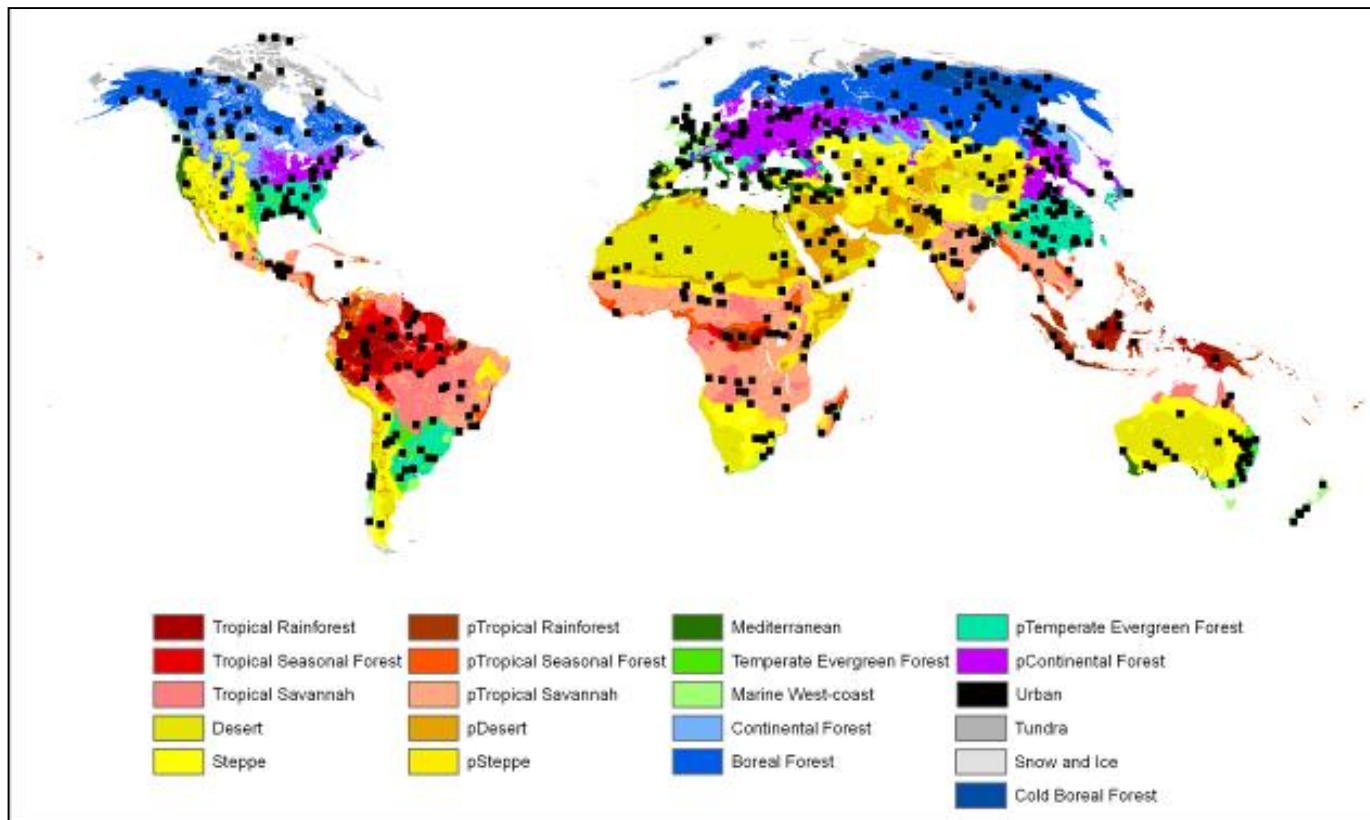 Tropical Rainforest
Tropical Seasonal Forest
Tropical Savannah
Desert
Steppe
pTropical Rainforest
pTropical Seasonal Forest
pTropical Savannah
pDesert
pSteppe
Mediterranean
Temperate Evergreen Forest
Marine West-coast
Continental Forest
Boreal Forest
pTemperate Evergreen Forest
pContinental Forest
Urban
Tundra
Snow and Ice
Cold Boreal Forest